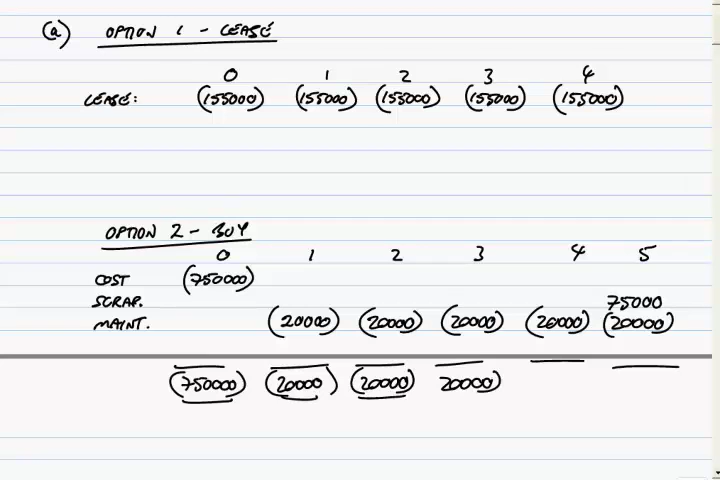 (a) OPTION 1 - LEASE
0 1 2 3 4
LEASE: (155000) (155000) (155000) (155000) (155000)
OPTION 2 - BUY
0 1 2 3 4 5
COST (750000)
SCRAP. 75000
MAINT. (20000) (20000) (20000) (20000) (20000)
(750000) (20000) (20000) 20000)